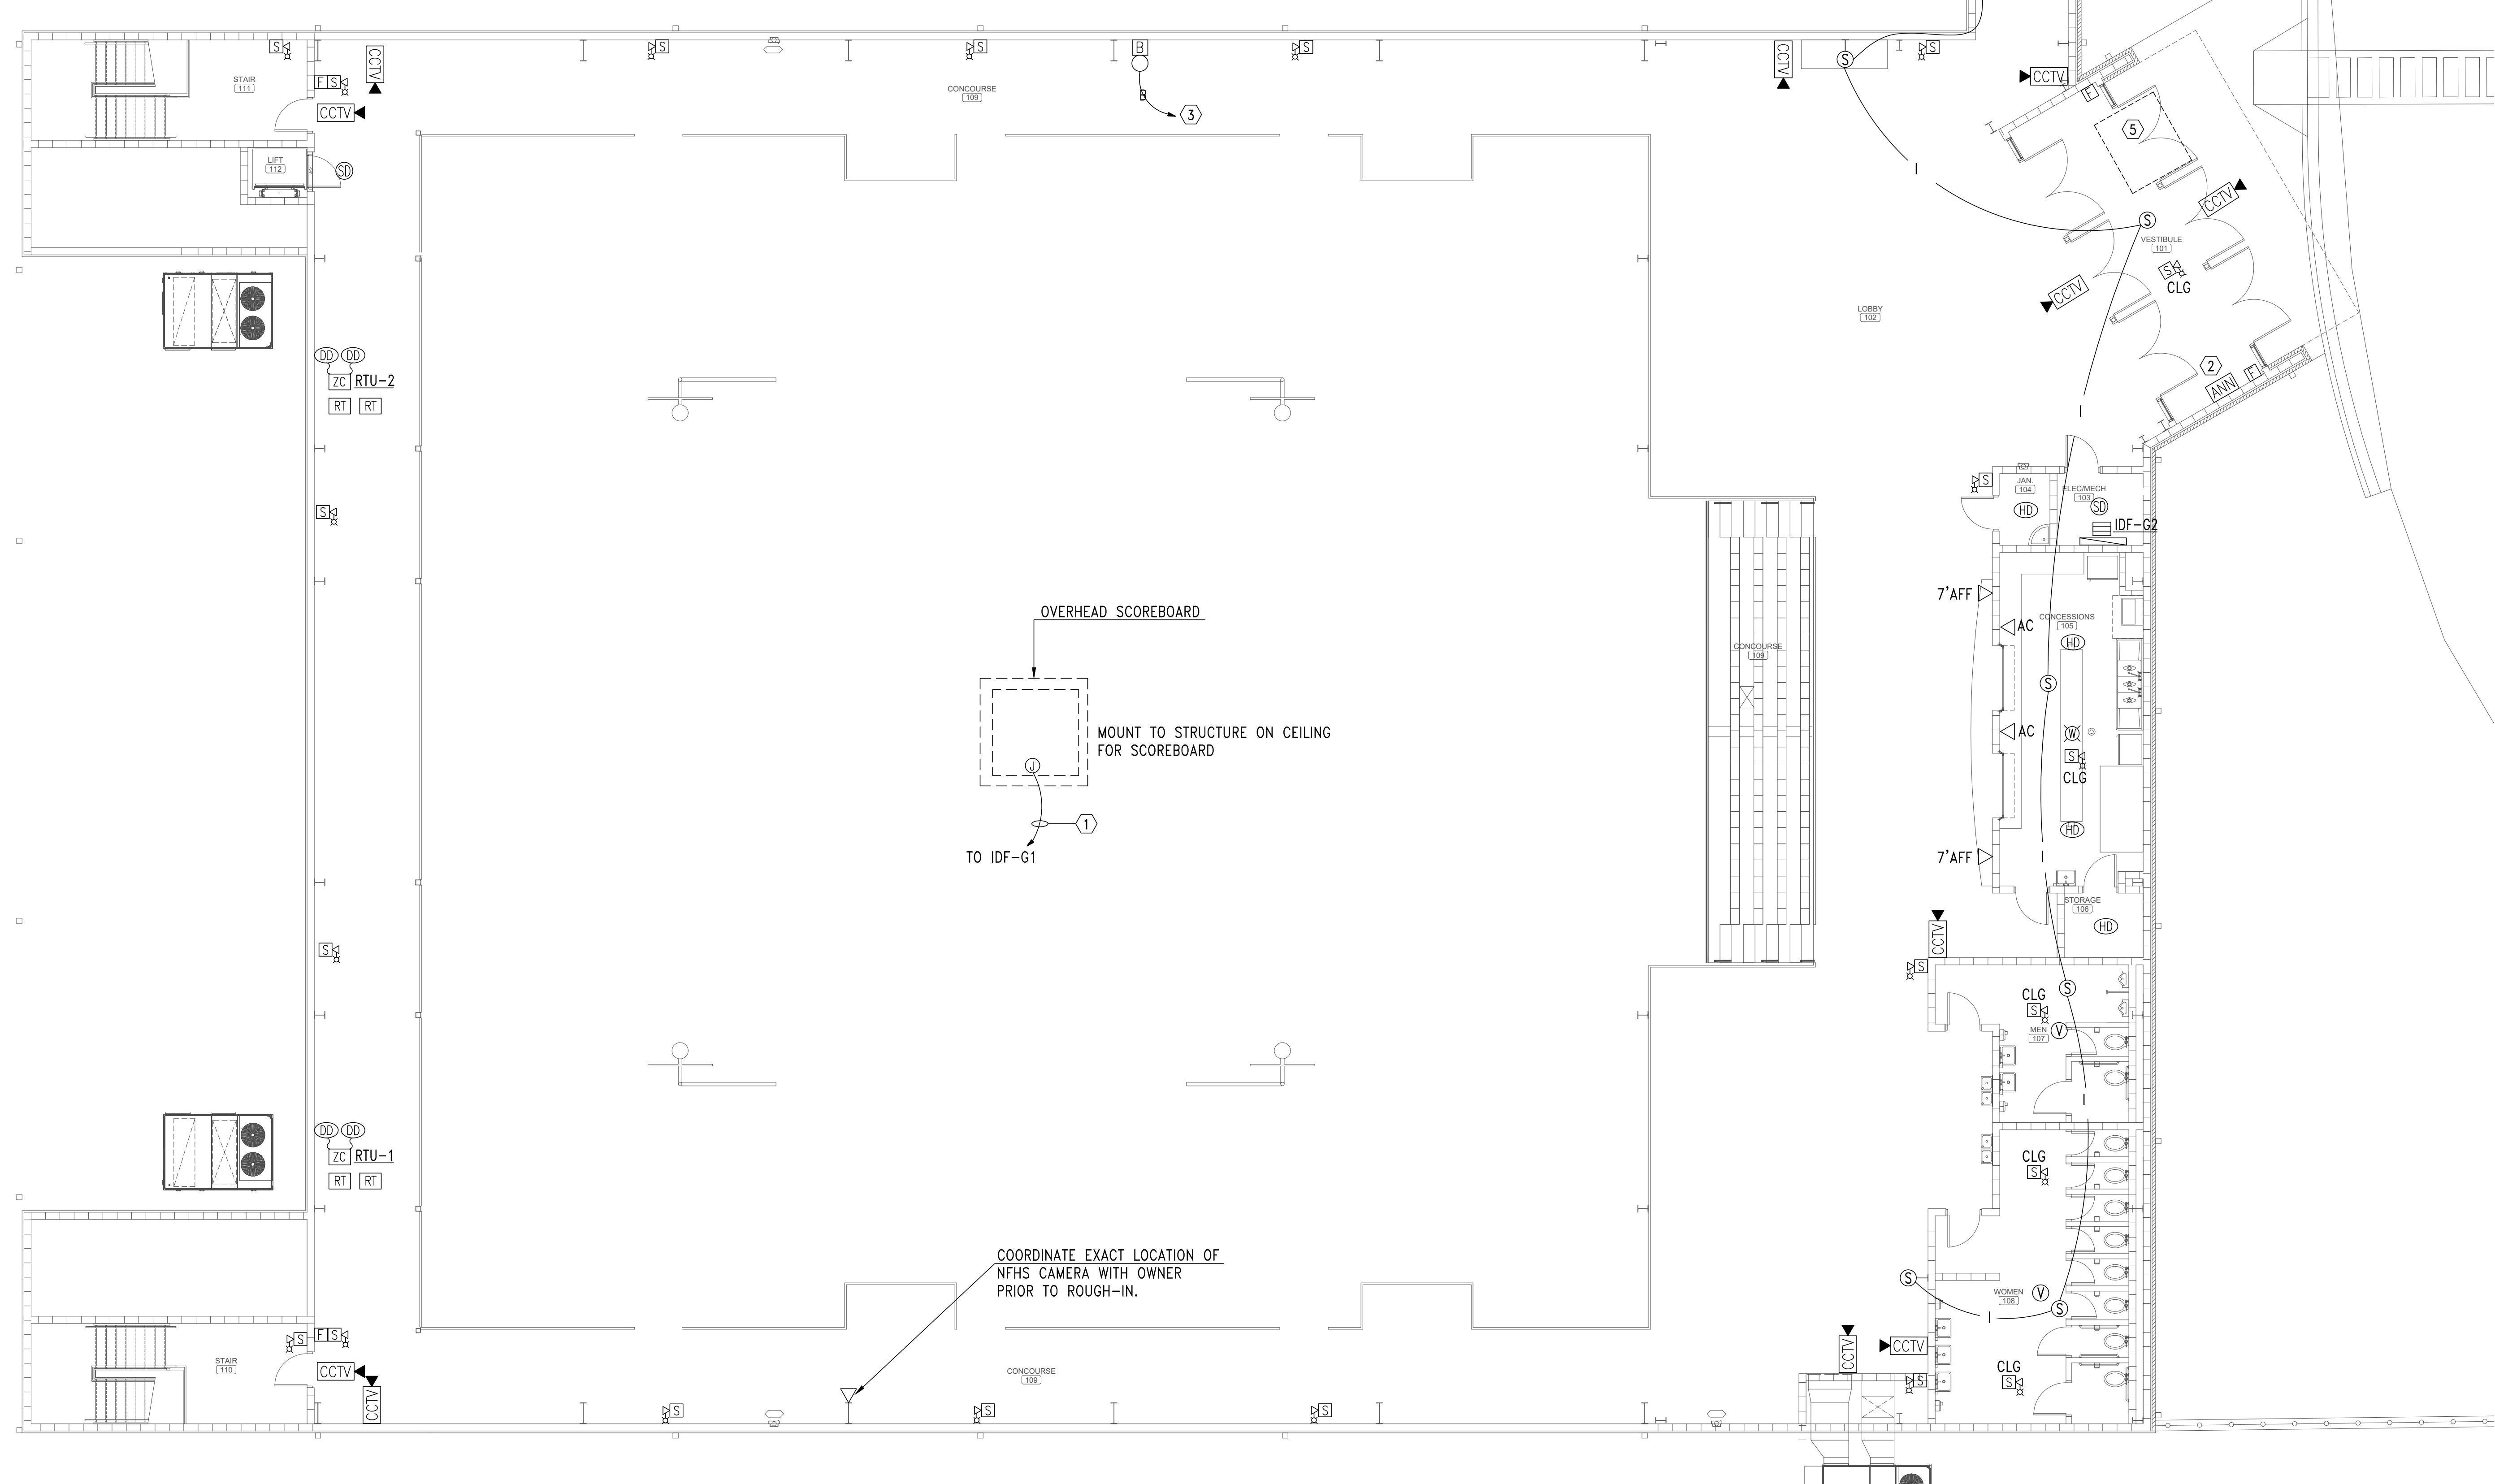 S
STAIR
111
F S
CCTV
CCTV
S
CONCOURSE
109
S
B
B
3
S
CCTV
S
S
CCTV
F
5
LIFT
112
SD
I
S
CCTV
VESTIBULE
101
S
CLG
CCTV
LOBBY
102
DD DD
ZC RTU-2
RT RT
2
ANN
F
I
S
JAN.
104
HD
ELEC/MECH
103
SD
IDF-G2
S
7'AFF
AC
CONCESSIONS
105
HD
OVERHEAD SCOREBOARD
CONCOURSE
109
S
MOUNT TO STRUCTURE ON CEILING
FOR SCOREBOARD
J
1
TO IDF-G1
AC
W
S
CLG
HD
7'AFF
I
STORAGE
106
HD
CCTV
S
S
S
CLG
S
MEN
107
V
I
DD DD
ZC RTU-1
RT RT
CLG
S
COORDINATE EXACT LOCATION OF
NFHS CAMERA WITH OWNER
PRIOR TO ROUGH-IN.
S
WOMEN
108
V
S
I
S
F S
STAIR
110
CCTV
CCTV
CONCOURSE
109
S
S
S
CCTV
CCTV
S
CLG
S